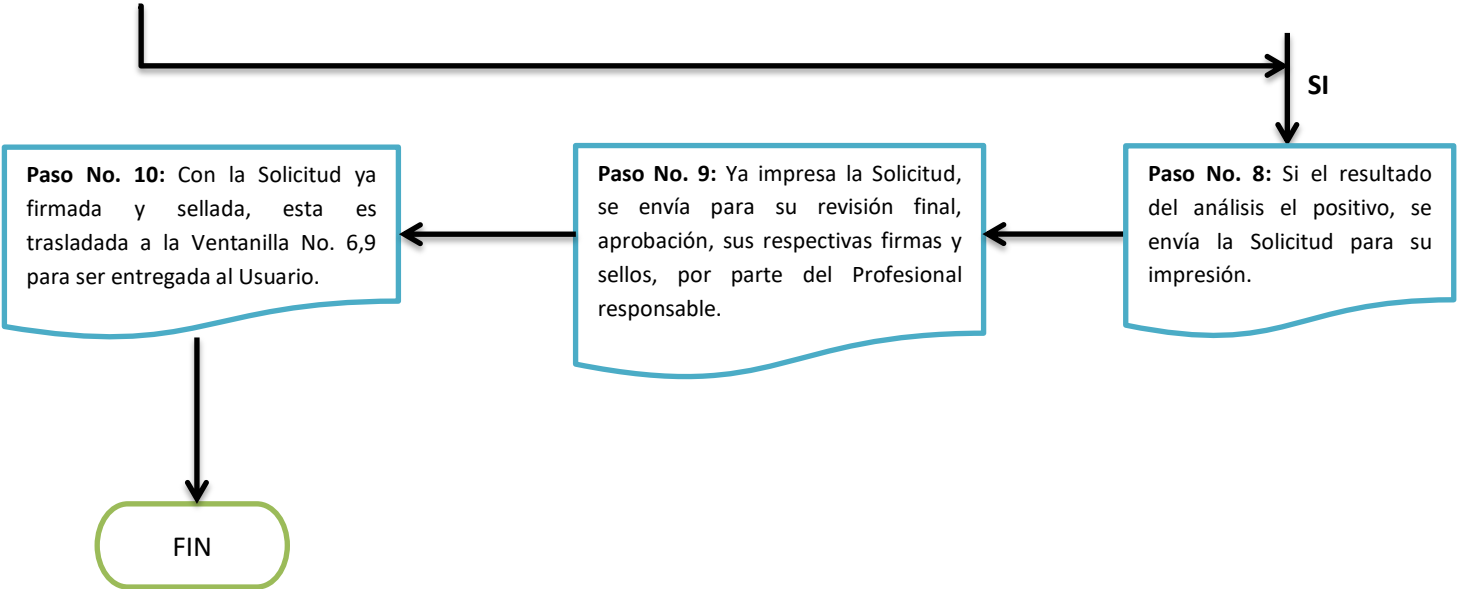 SI
Paso No. 10: Con la Solicitud ya
firmada y sellada, esta es
trasladada a la Ventanilla No. 6,9
para ser entregada al Usuario.
Paso No. 9: Ya impresa la Solicitud,
se envía para su revisión final,
aprobación, sus respectivas firmas y
sellos, por parte del Profesional
responsable.
Paso No. 8: Si el resultado
del análisis el positivo, se
envía la Solicitud para su
impresión.
FIN